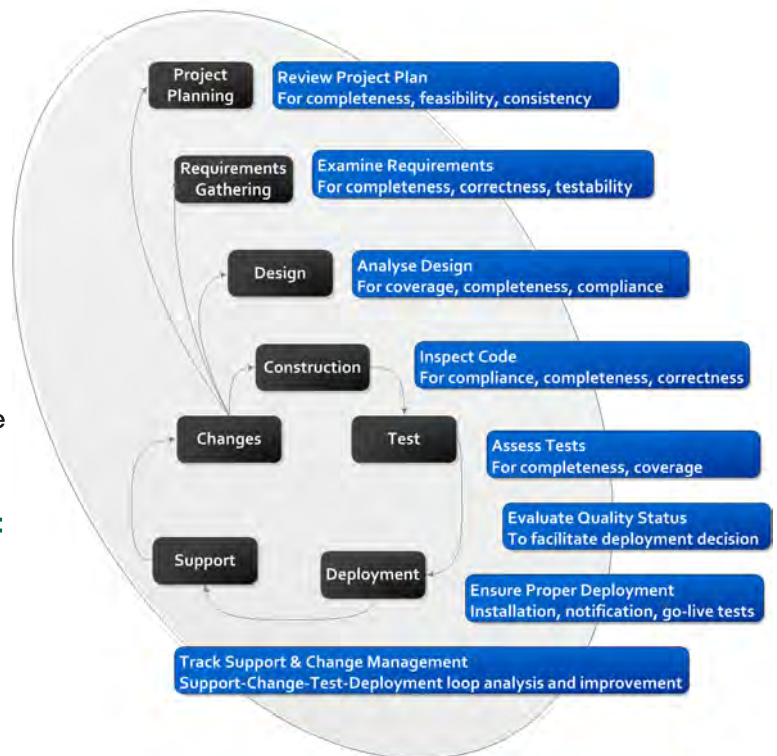 Project
Planning
Review Project Plan
For completeness, feasibility, consistency
Requirements
Gathering
Examine Requirements
For completeness, correctness, testability
Design
Analyse Design
For coverage, completeness, compliance
Construction
Inspect Code
For compliance, completeness, correctness
e
Changes
Test
Assess Tests
For completeness, coverage
:
Evaluate Quality Status
To facilitate deployment decision
Support
Deployment
Ensure Proper Deployment
Installation, notification, go-live tests
Track Support & Change Management
Support-Change-Test-Deployment loop analysis and improvement